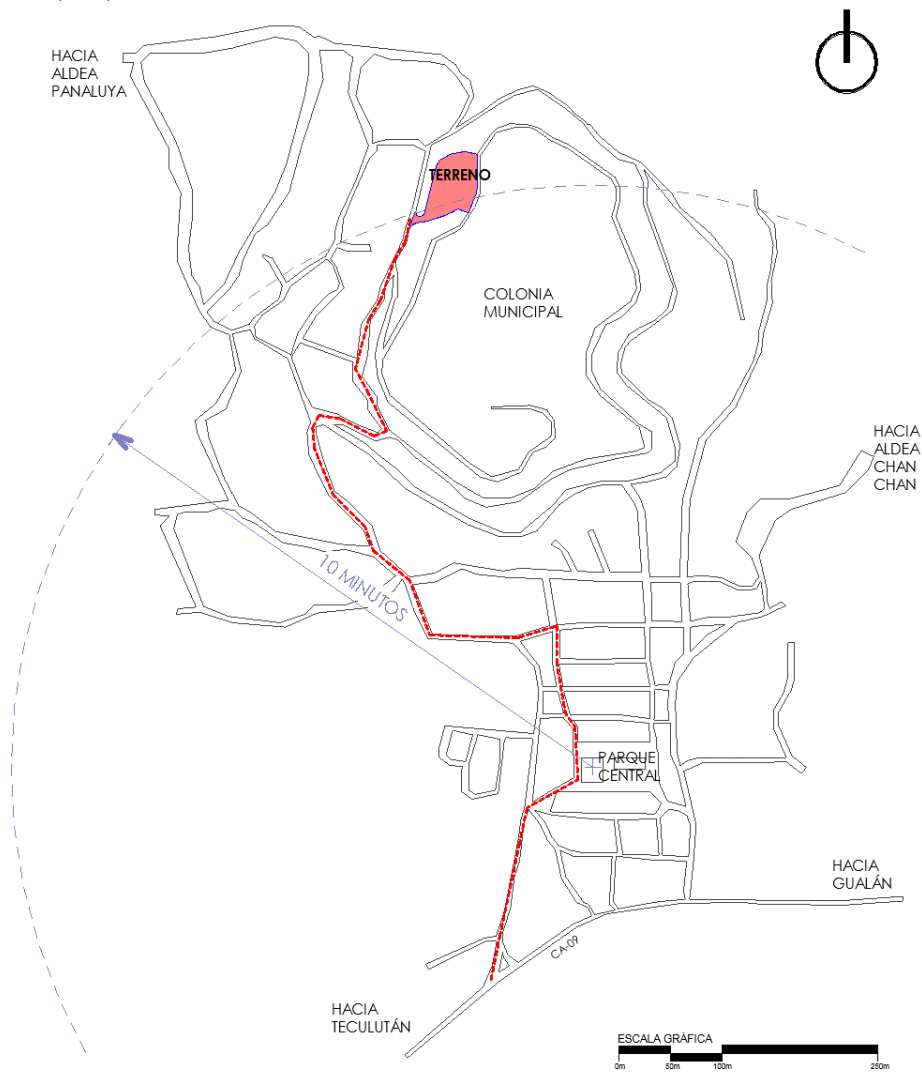 HACIA
ALDEA
PANALUYA
TERRENO
COLONIA
MUNICIPAL
HACIA
ALDEA
CHAN
CHAN
10 MINUTOS
PARQUE
CENTRAL
HACIA
GUALÁN
CA-09
HACIA
TECULUTÁN
ESCALA GRÁFICA
0m 50m 100m 250m